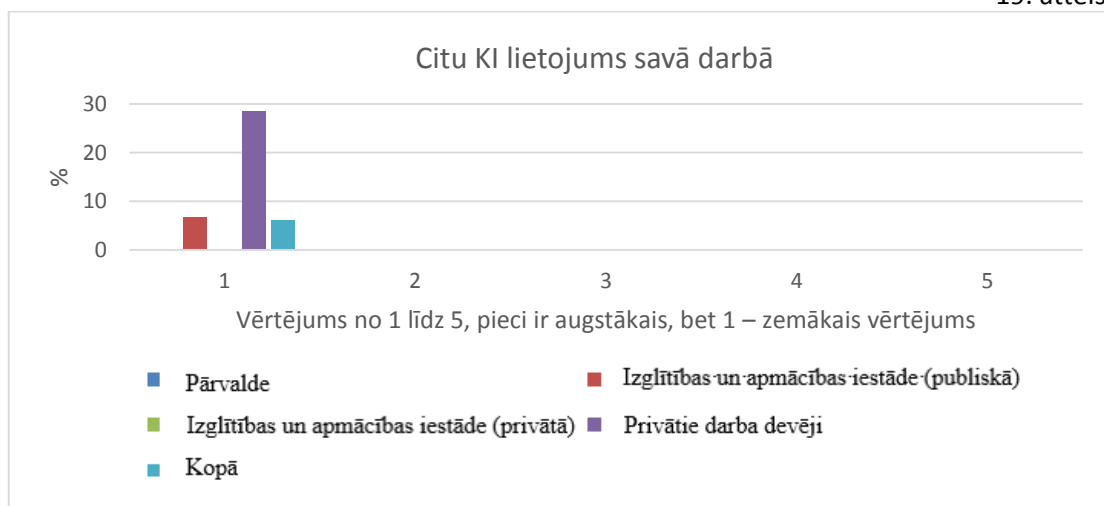 Citu KI lietojums savā darbā
30
20
10
0
%
1 2 3 4 5
Vērtējums no 1 līdz 5, pieci ir augstākais, bet 1 – zemākais vērtējums
Pārvalde
Izglītības un apmācības iestāde (publiskā)
Izglītības un apmācības iestāde (privātā)
Privātie darba devēji
Kopā